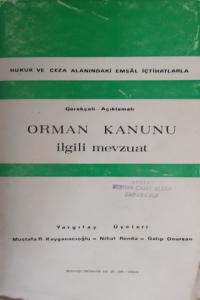 HUKUK VE CEZA ALANINDAKİ EMSÂL İÇTİHATLARLA
Gerekçeli - Açıklamalı
ORMAN KANUNU
ilgili mevzuat
Yargıtay Üyeleri
Mustafa R. Kayganacıoğlu – Nihat Renda – Galip Onursan